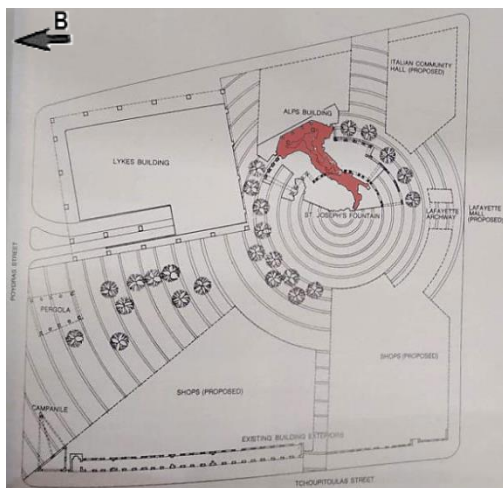 B
ITALIAN COMMUNITY
HALL (PROPOSED)
ALPS BUILDING
LYKES BUILDING
LAFAYETTE
ARCHWAY
LAFAYETTE
MALL
(PROPOSED)
ST. JOSEPH'S FOUNTAIN
POYDRAS STREET
PERGOLA
SHOPS (PROPOSED)
SHOPS (PROPOSED)
CAMPANILE
EXISTING BUILDING EXTERIORS
TCHOUPITOULAS STREET